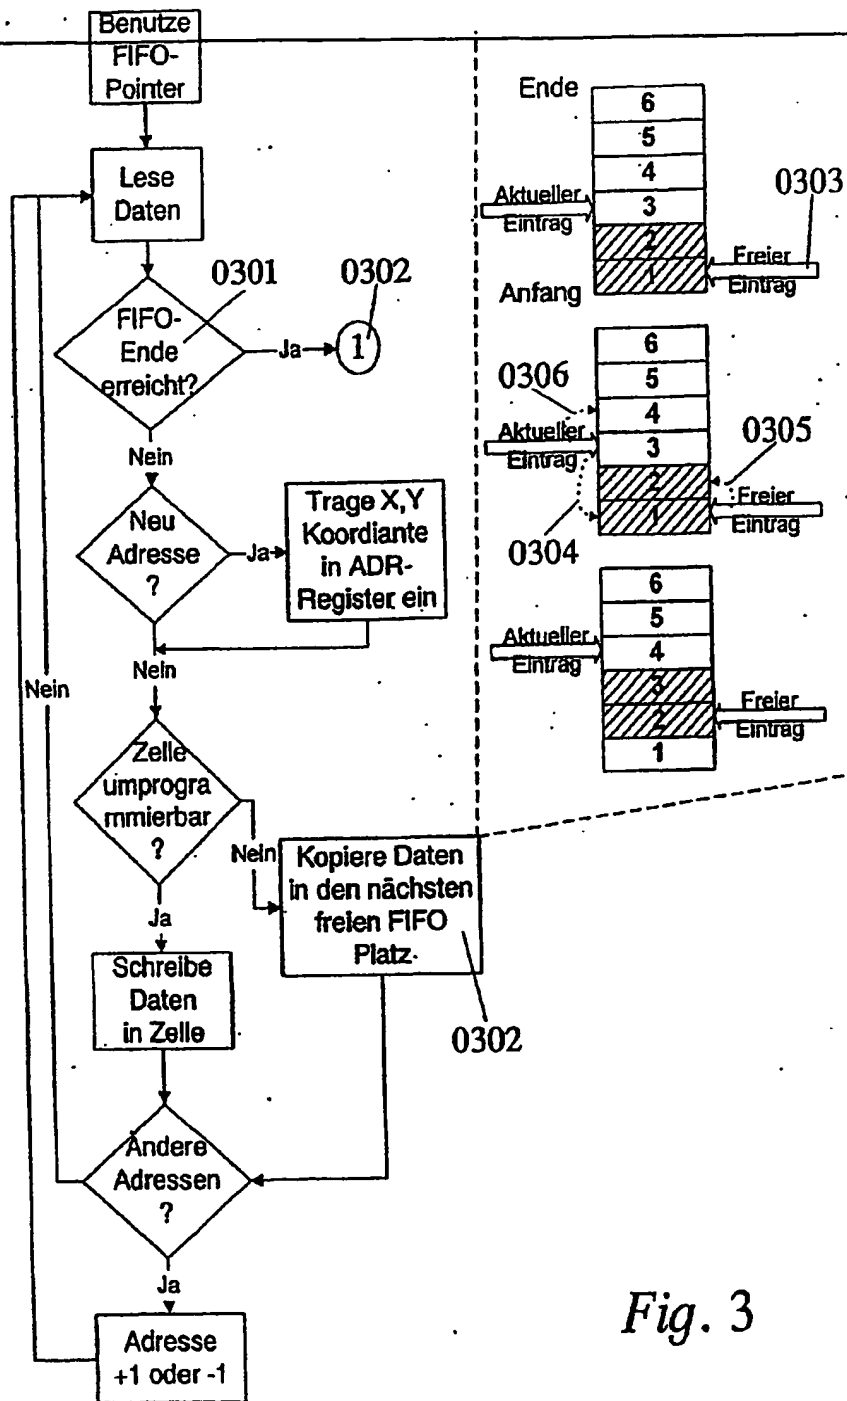 Benutze
FIFO-
Pointer
Lese
Daten
0301
0302
FIFO-
Ende
erreicht?
Ja
1
Nein
Neu
Adresse
?
Ja
Trage X,Y
Koordiante
in ADR-
Register ein
Nein
Nein
Zelle
umprogra
mmierbar
?
Nein
Kopiere Daten
in den nächsten
freien FIFO
Platz
0302
Ja
Schreibe
Daten
in Zelle
Andere
Adressen
?
Ja
Adresse
+1 oder -1
Ende
6
5
4
Aktueller
Eintrag
3
2
1
0303
Freier
Eintrag
Anfang
6
5
0306
4
Aktueller
Eintrag
3
0305
2
1
Freier
Eintrag
0304
6
5
Aktueller
Eintrag
4
3
2
Freier
Eintrag
1
Fig. 3